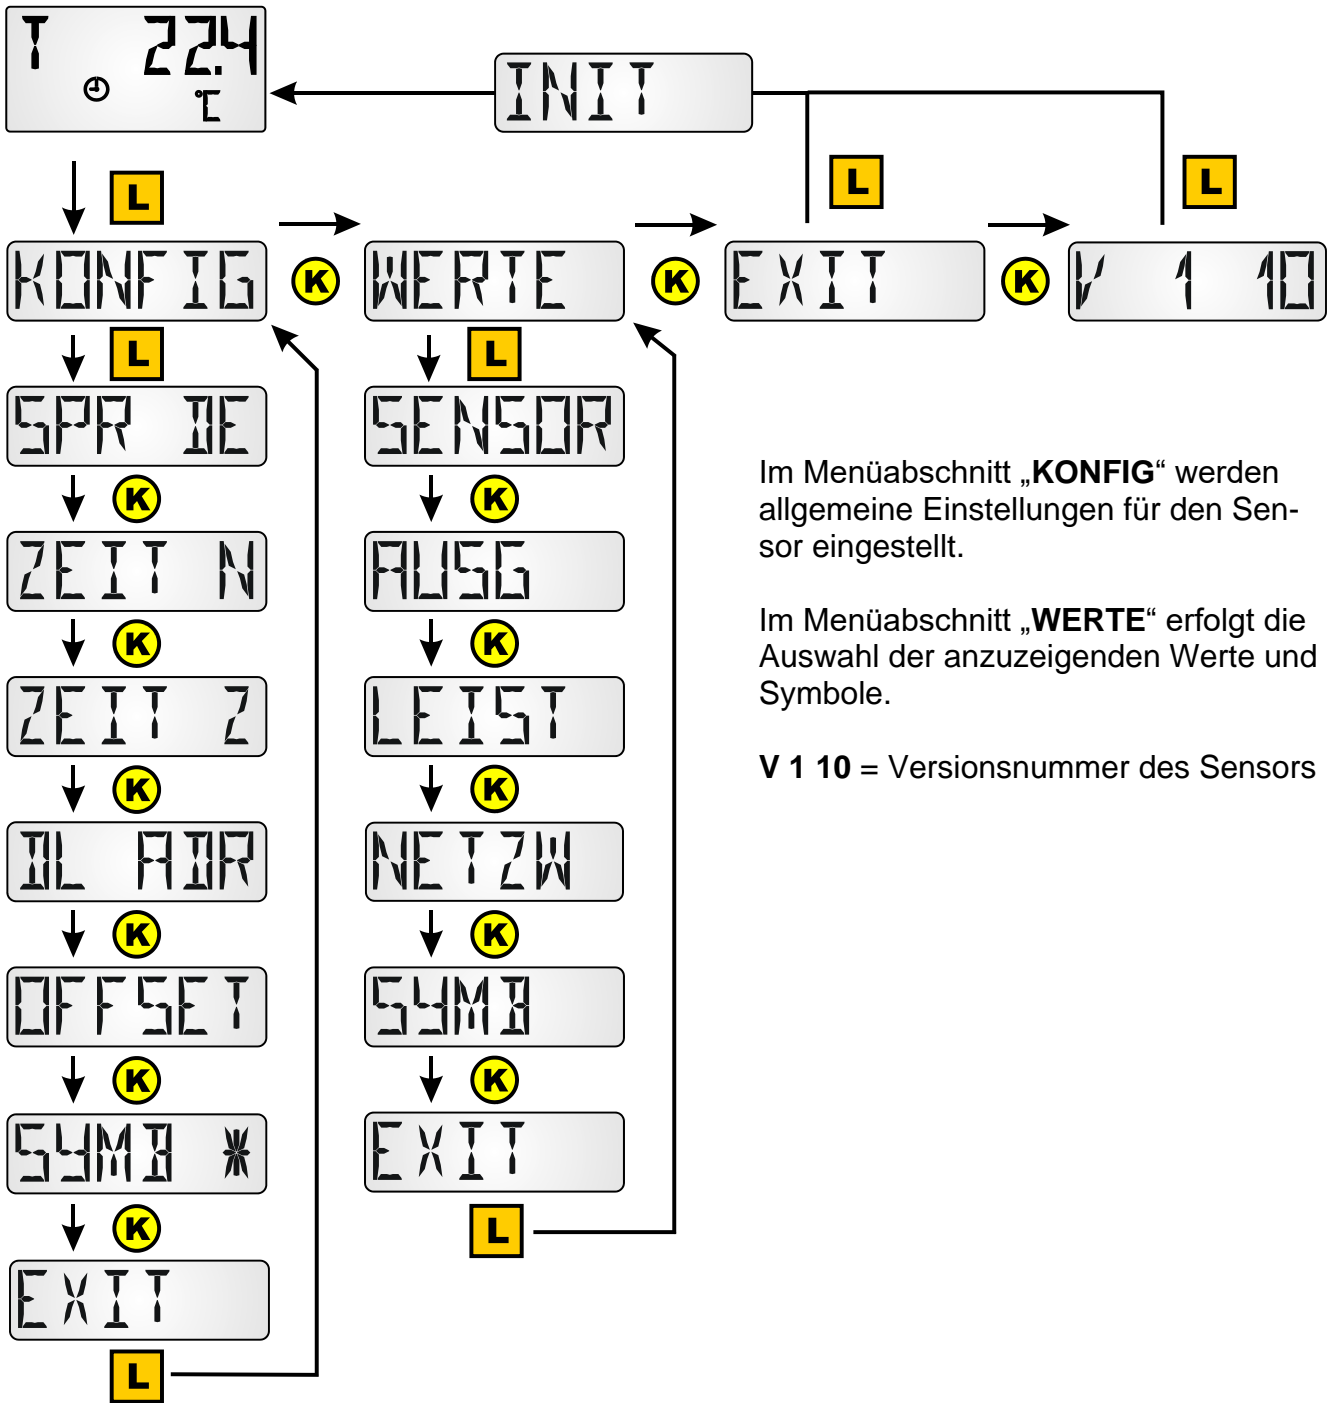 T 22.4
°C
INIT
L
L
L
KONFIG
K
WERTE
K
EXIT
K
V 1 10
L
L
SPR DE
SENSOR
K
K
ZEIT N
AUSG
K
K
ZEIT Z
LEIST
K
K
DL ADR
NETZW
K
K
OFFSET
SYMB
K
K
SYMB *
EXIT
K
L
EXIT
L
Im Menüabschnitt „KONFIG“ werden
allgemeine Einstellungen für den Sen-
sor eingestellt.
Im Menüabschnitt „WERTE“ erfolgt die
Auswahl der anzuzeigenden Werte und
Symbole.
V 1 10 = Versionsnummer des Sensors